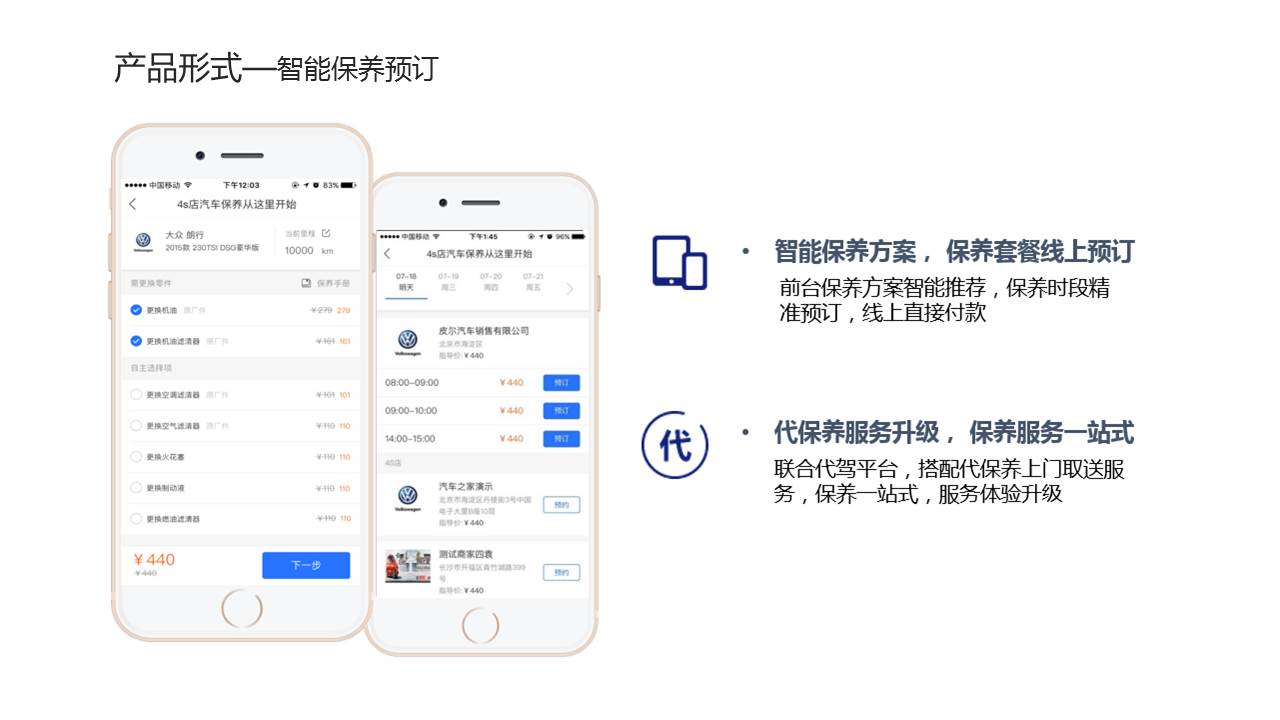 产品形式—智能保养预订
中国移动 下午12:03 83%
4s店汽车保养从这里开始
大众 朗行
2015款 230TSI DSG豪华版
当前里程
10000 km
需更换零件 保养手册
更换机油 原厂件 ¥279 279
更换机油滤清器 原厂件 ¥161 161
自主选择项
更换空调滤清器 原厂件 ¥101 101
更换空气滤清器 原厂件 ¥110 110
更换火花塞 ¥110 110
更换制动液 ¥110 110
更换燃油滤清器 ¥110 110
¥440
¥440
下一步
中国移动 下午1:45 96%
4s店汽车保养从这里开始
07-18 07-19 07-20 07-21
明天 周三 周四 周五
皮尔汽车销售有限公司
北京市海淀区
指导价: ¥440
Volkswagen
08:00-09:00 ¥440 预订
09:00-10:00 ¥440 预订
14:00-15:00 ¥440 预订
4S店
汽车之家演示
北京市海淀区丹棱街3号中国
电子大厦B座10层
指导价: ¥440
Volkswagen
预约
测试商家四袁
长沙市开福区青竹湖路399
号
指导价: ¥440
预约
• 智能保养方案， 保养套餐线上预订
前台保养方案智能推荐，保养时段精
准预订，线上直接付款
代
• 代保养服务升级， 保养服务一站式
联合代驾平台，搭配代保养上门取送服
务，保养一站式，服务体验升级